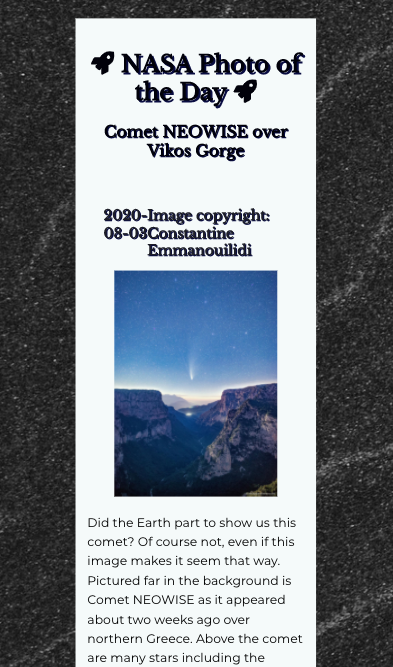 NASA Photo of
the Day
Comet NEOWISE over
Vikos Gorge
2020-
08-03
Image copyright:
Constantine
Emmanouilidi
Did the Earth part to show us this
comet? Of course not, even if this
image makes it seem that way.
Pictured far in the background is
Comet NEOWISE as it appeared
about two weeks ago over
northern Greece. Above the comet
are many stars including the